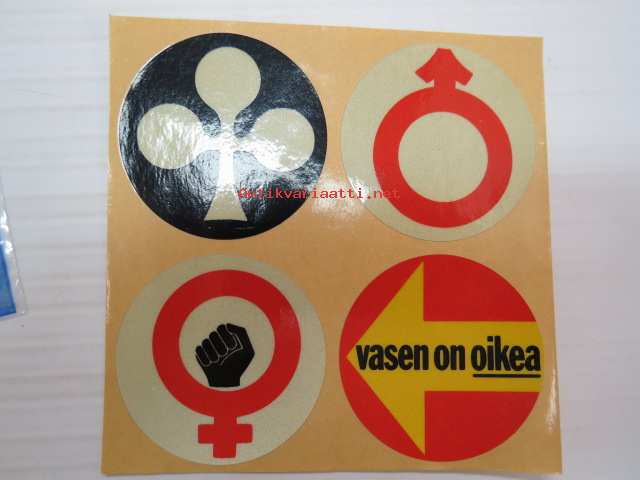 Antikvariaatti.net
vasen on oikea